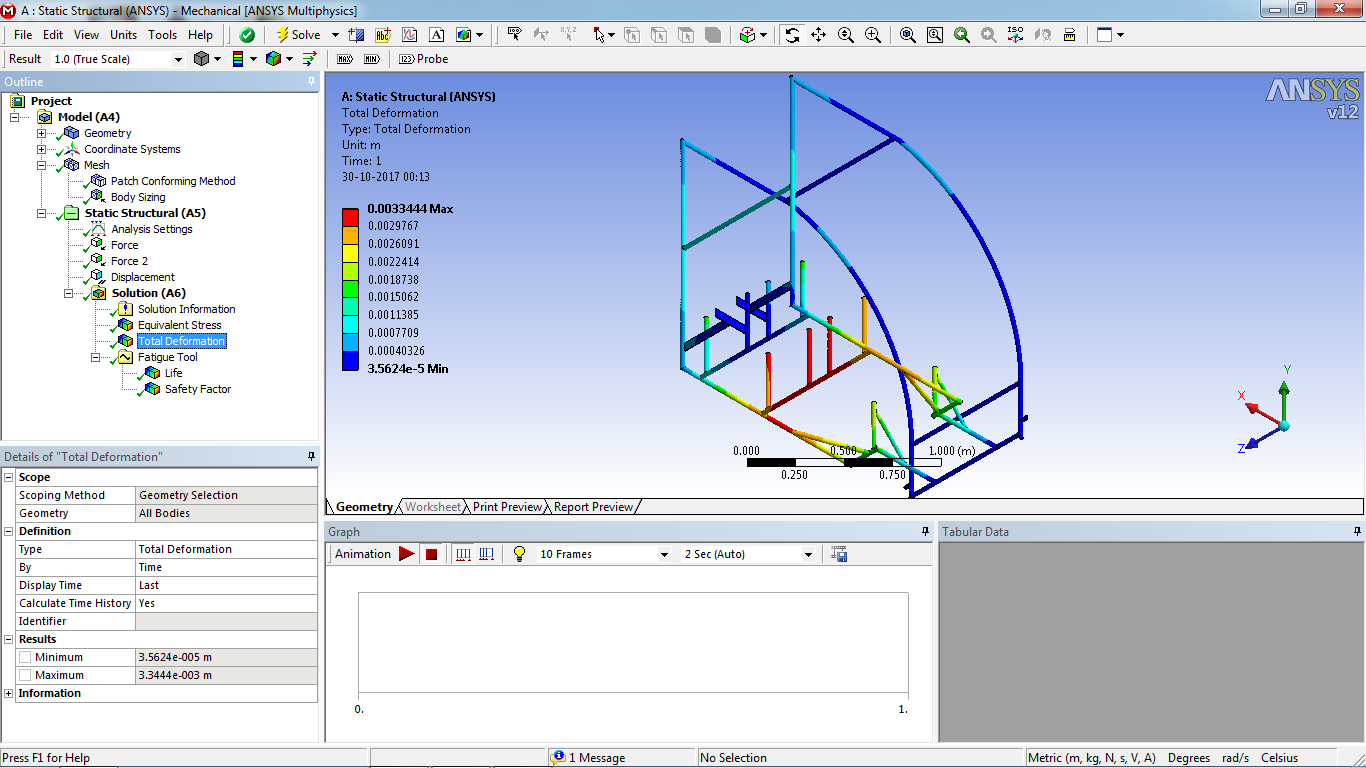 A : Static Structural (ANSYS) - Mechanical [ANSYS Multiphysics]
File Edit View Units Tools Help Solve
Result 1.0 (True Scale) MAX MIN 123 Probe
Outline
Project
Model (A4)
Geometry
Coordinate Systems
Mesh
Patch Conforming Method
Body Sizing
Static Structural (A5)
Analysis Settings
Force
Force 2
Displacement
Solution (A6)
Solution Information
Equivalent Stress
Total Deformation
Fatigue Tool
Life
Safety Factor
Details of "Total Deformation"
Scope
Scoping Method Geometry Selection
Geometry All Bodies
Definition
Type Total Deformation
By Time
Display Time Last
Calculate Time History Yes
Identifier
Results
Minimum 3.5624e-005 m
Maximum 3.3444e-003 m
Information
A: Static Structural (ANSYS)
Total Deformation
Type: Total Deformation
Unit: m
Time: 1
30-10-2017 00:13
0.0033444 Max
0.0029767
0.0026091
0.0022414
0.0018738
0.0015062
0.0011385
0.0007709
0.00040326
3.5624e-5 Min
ANSYS
v12
Y
X
Z
0.000 0.500 1.000 (m)
0.250 0.750
Geometry Worksheet Print Preview Report Preview
Graph
Animation 10 Frames 2 Sec (Auto)
0. 1.
Tabular Data
Press F1 for Help 1 Message No Selection Metric (m, kg, N, s, V, A) Degrees rad/s Celsius